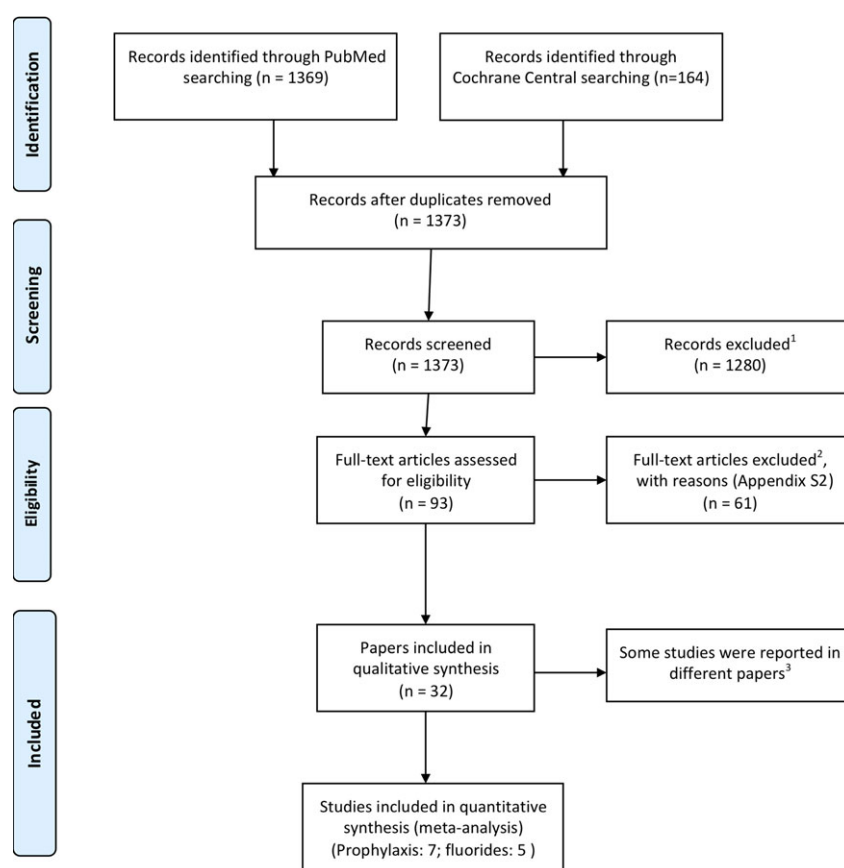 Identification
Records identified through PubMed
searching (n = 1369)
Records identified through
Cochrane Central searching (n=164)
Records after duplicates removed
(n = 1373)
Screening
Records screened
(n = 1373)
Records excluded1
(n = 1280)
Eligibility
Full-text articles assessed
for eligibility
(n = 93)
Full-text articles excluded2,
with reasons (Appendix S2)
(n = 61)
Included
Papers included in
qualitative synthesis
(n = 32)
Some studies were reported in
different papers3
Studies included in quantitative
synthesis (meta-analysis)
(Prophylaxis: 7; fluorides: 5 )